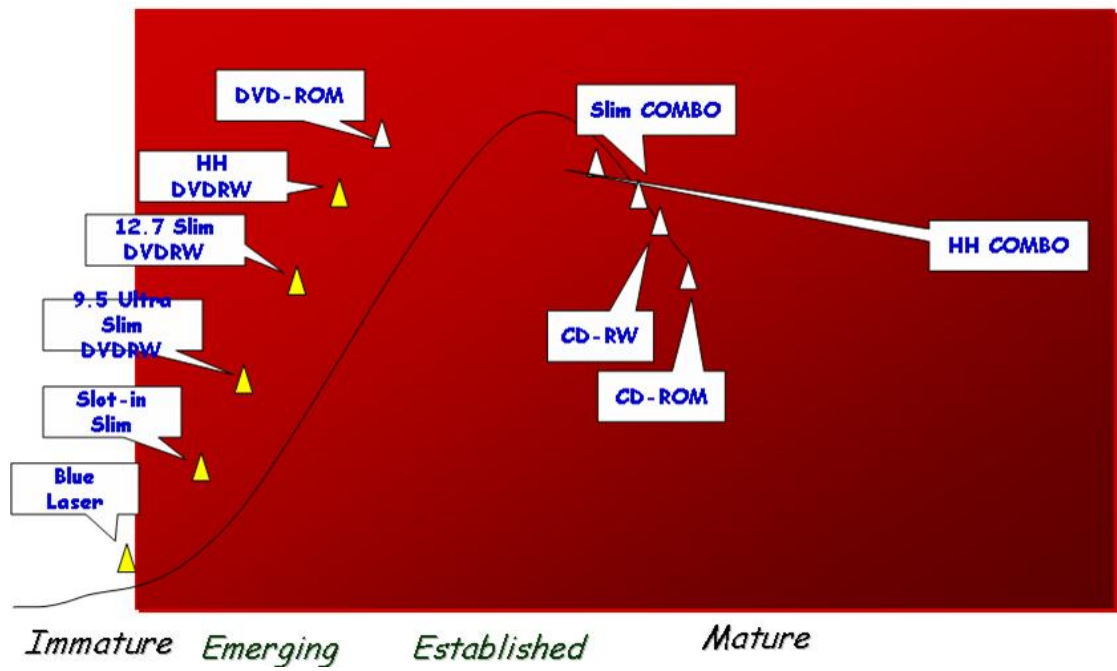 DVD-ROM
Slim COMBO
HH
DVDRW
12.7 Slim
DVDRW
HH COMBO
9.5 Ultra
Slim
DVDRW
CD-RW
CD-ROM
Slot-in
Slim
Blue
Laser
Immature
Emerging
Established
Mature